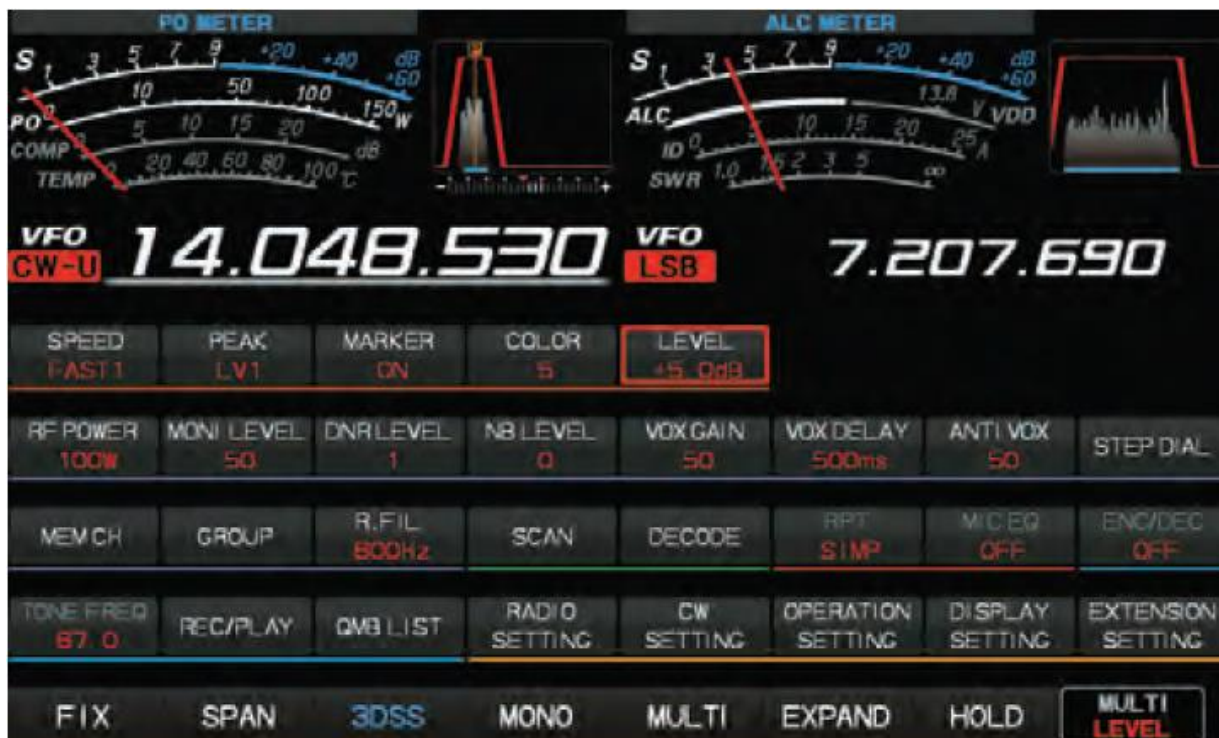 PO METER
ALC METER
S 1 3 5 7 9 +20 +40 dB +60
PO 0 10 50 100 150 W
COMP 0 5 10 15 20 dB
TEMP 0 20 40 60 80 100 ℃
S 1 3 5 7 9 +20 +40 dB +60
ALC 13.8 V VDD
ID 0 5 10 15 20 25 A
SWR 1.0 1.5 2 3 5 ∞
VFO
CW-U 14.048.530
VFO
LSB 7.207.690
SPEED PEAK MARKER COLOR LEVEL
FAST1 LV1 ON 5 +5.0dB
RF POWER MONI LEVEL DNR LEVEL NB LEVEL VOX GAIN VOX DELAY ANTI VOX STEP DIAL
100W 50 1 0 50 500ms 50
MEM CH GROUP R.FIL SCAN DECODE RPT MIC EQ ENC/DEC
600Hz SIMP OFF OFF
TONE FREQ REC/PLAY QMB LIST RADIO SETTING CW SETTING OPERATION SETTING DISPLAY SETTING EXTENSION SETTING
67.0
FIX SPAN 3DSS MONO MULTI EXPAND HOLD MULTI
LEVEL